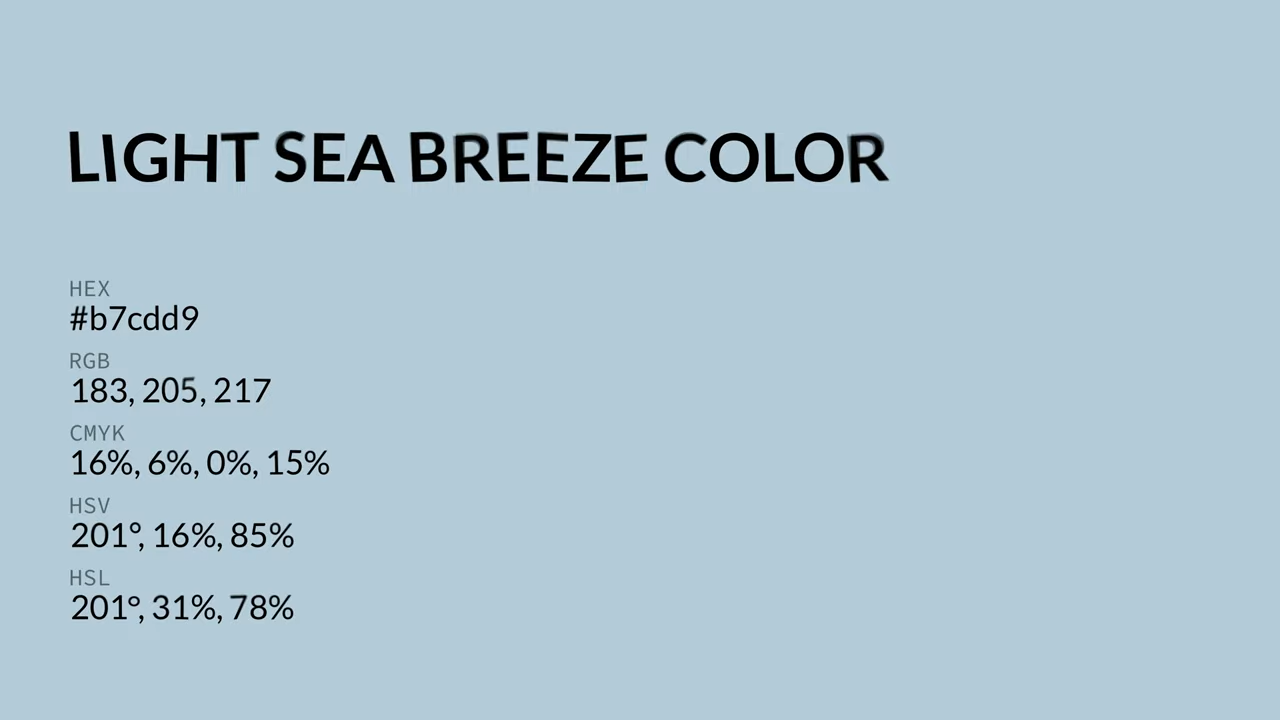 LIGHT SEA BREEZE COLOR
HEX
#b7cdd9
RGB
183, 205, 217
CMYK
16%, 6%, 0%, 15%
HSV
201°, 16%, 85%
HSL
201°, 31%, 78%